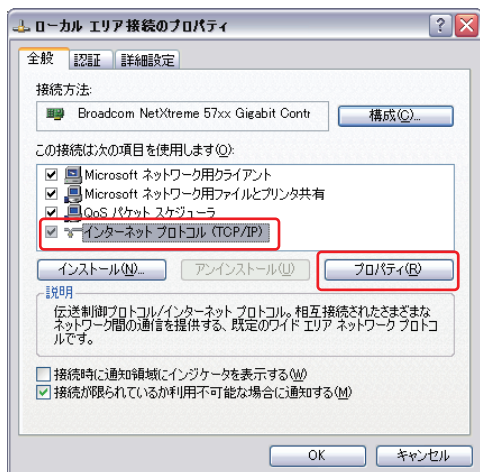 ローカル エリア接続のプロパティ
全般 認証 詳細設定
接続方法:
Broadcom NetXtreme 57xx Gigabit Contr 構成(C)...
この接続は次の項目を使用します(O):
Microsoft ネットワーク用クライアント
Microsoft ネットワーク用ファイルとプリンタ共有
QoS パケット スケジューラ
インターネット プロトコル (TCP/IP)
インストール(N)... アンインストール(U) プロパティ(R)
説明
伝送制御プロトコル/インターネット プロトコル。相互接続されたさまざまな
ネットワーク間の通信を提供する、既定のワイド エリア ネットワーク プロトコ
ルです。
接続時に通知領域にインジケータを表示する(W)
接続が限られているか利用不可能な場合に通知する(M)
OK キャンセル